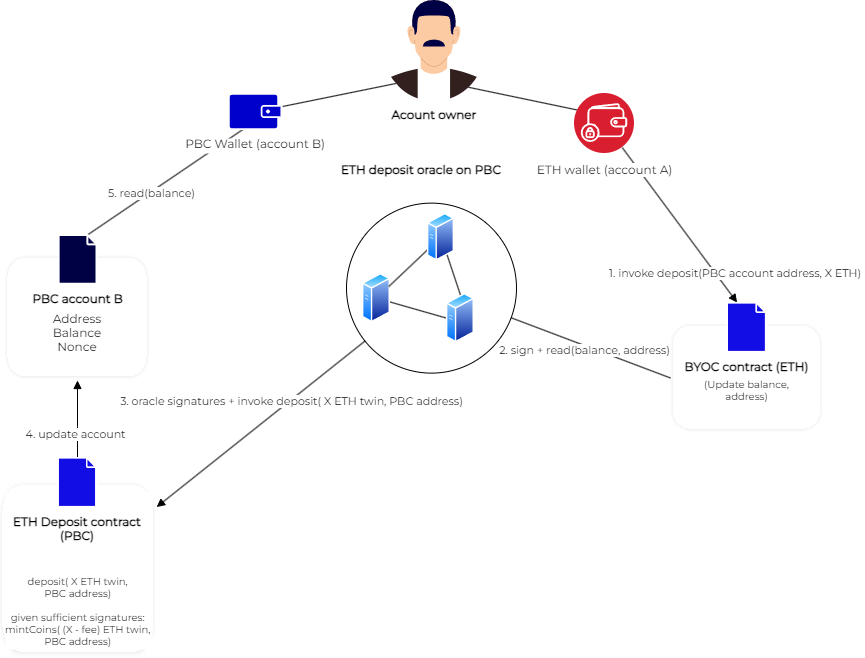 Acount owner
PBC Wallet (account B)
ETH deposit oracle on PBC
ETH wallet (account A)
5. read(balance)
1. invoke deposit(PBC account address, X ETH)
PBC account B
Address
Balance
Nonce
2. sign + read(balance, address)
BYOC contract (ETH)
(Update balance,
address)
3. oracle signatures + invoke deposit( X ETH twin, PBC address)
4. update account
ETH Deposit contract
(PBC)
deposit( X ETH twin,
PBC address)
given sufficient signatures:
mintCoins( (X - fee) ETH twin,
PBC address)